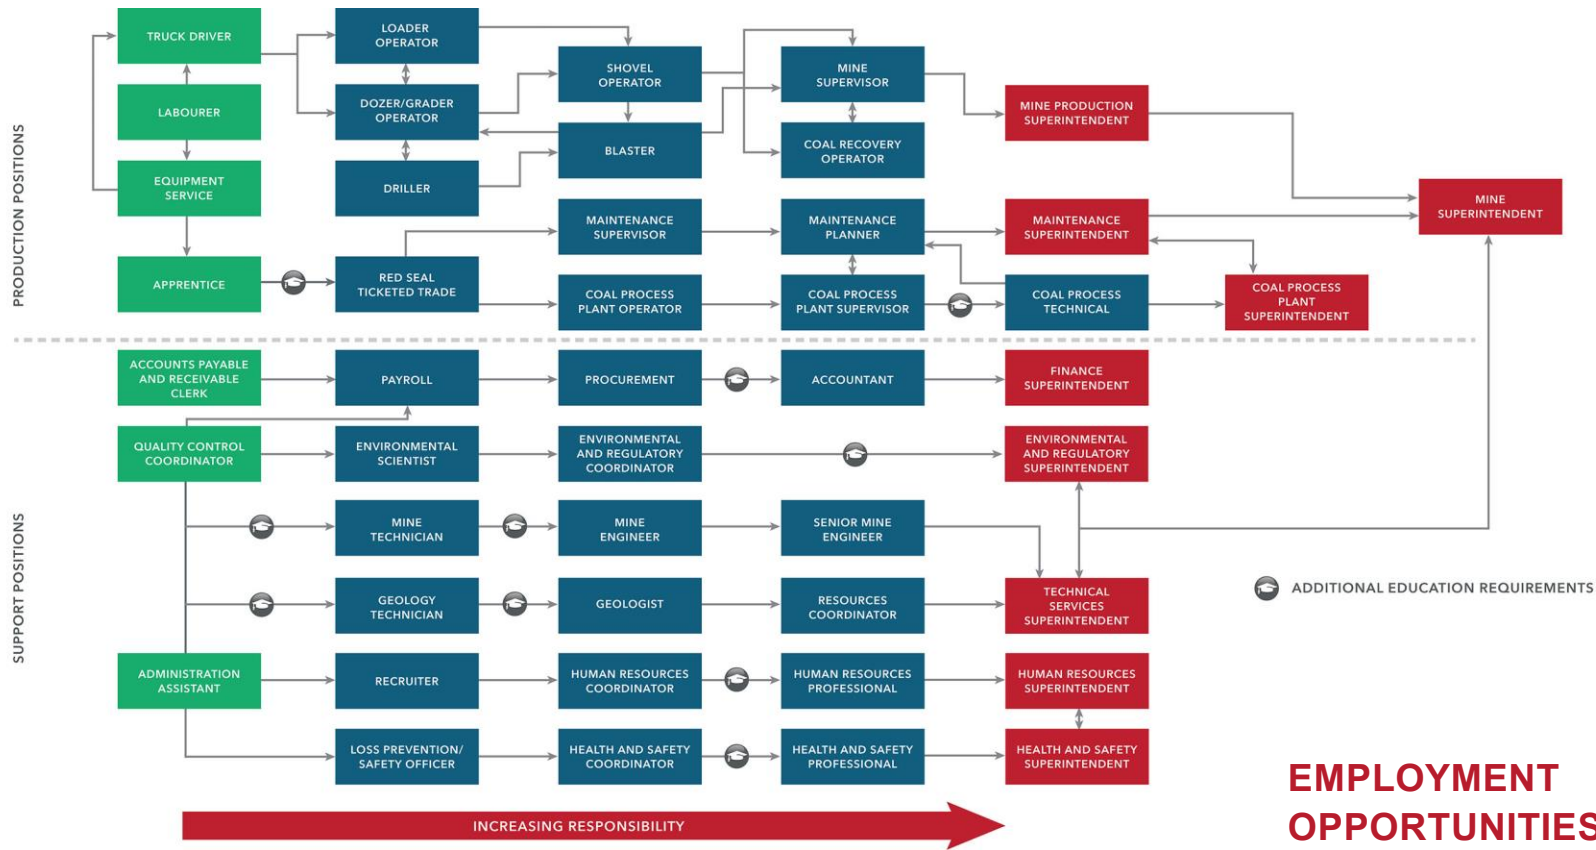 PRODUCTION POSITIONS
TRUCK DRIVER
LOADER
OPERATOR
SHOVEL
OPERATOR
MINE
SUPERVISOR
LABOURER
DOZER/GRADER
OPERATOR
MINE PRODUCTION
SUPERINTENDENT
BLASTER
COAL RECOVERY
OPERATOR
EQUIPMENT
SERVICE
DRILLER
MINE
SUPERINTENDENT
MAINTENANCE
SUPERVISOR
MAINTENANCE
PLANNER
MAINTENANCE
SUPERINTENDENT
APPRENTICE
RED SEAL
TICKETED TRADE
COAL PROCESS
PLANT OPERATOR
COAL PROCESS
PLANT SUPERVISOR
COAL PROCESS
TECHNICAL
COAL PROCESS
PLANT
SUPERINTENDENT
SUPPORT POSITIONS
ACCOUNTS PAYABLE
AND RECEIVABLE
CLERK
PAYROLL
PROCUREMENT
ACCOUNTANT
FINANCE
SUPERINTENDENT
QUALITY CONTROL
COORDINATOR
ENVIRONMENTAL
SCIENTIST
ENVIRONMENTAL
AND REGULATORY
COORDINATOR
ENVIRONMENTAL
AND REGULATORY
SUPERINTENDENT
MINE
TECHNICIAN
MINE
ENGINEER
SENIOR MINE
ENGINEER
GEOLOGY
TECHNICIAN
GEOLOGIST
RESOURCES
COORDINATOR
TECHNICAL
SERVICES
SUPERINTENDENT
ADDITIONAL EDUCATION REQUIREMENTS
ADMINISTRATION
ASSISTANT
RECRUITER
HUMAN RESOURCES
COORDINATOR
HUMAN RESOURCES
PROFESSIONAL
HUMAN RESOURCES
SUPERINTENDENT
LOSS PREVENTION/
SAFETY OFFICER
HEALTH AND SAFETY
COORDINATOR
HEALTH AND SAFETY
PROFESSIONAL
HEALTH AND SAFETY
SUPERINTENDENT
INCREASING RESPONSIBILITY
EMPLOYMENT
OPPORTUNITIES